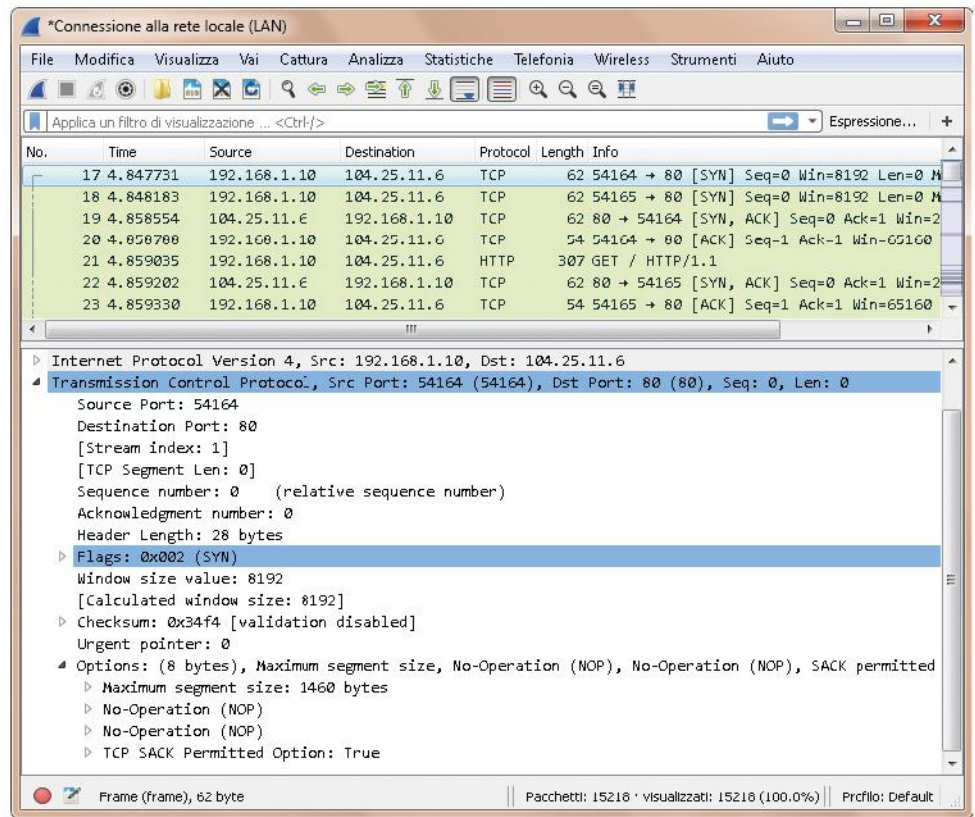 *Connessione alla rete locale (LAN)
File Modifica Visualizza Vai Cattura Analizza Statistiche Telefonia Wireless Strumenti Aiuto
Applica un filtro di visualizzazione ... <Ctrl-/> Espressione... +
No. Time Source Destination Protocol Length Info
17 4.847731 192.168.1.10 104.25.11.6 TCP 62 54164 → 80 [SYN] Seq=0 Win=8192 Len=0 M
18 4.848183 192.168.1.10 104.25.11.6 TCP 62 54165 → 80 [SYN] Seq=0 Win=8192 Len=0 M
19 4.858554 104.25.11.6 192.168.1.10 TCP 62 80 → 54164 [SYN, ACK] Seq=0 Ack=1 Win=2
20 4.858788 192.168.1.10 104.25.11.6 TCP 54 54164 → 80 [ACK] Seq=1 Ack=1 Win=65160
21 4.859035 192.168.1.10 104.25.11.6 HTTP 307 GET / HTTP/1.1
22 4.859202 104.25.11.6 192.168.1.10 TCP 62 80 → 54165 [SYN, ACK] Seq=0 Ack=1 Win=2
23 4.859330 192.168.1.10 104.25.11.6 TCP 54 54165 → 80 [ACK] Seq=1 Ack=1 Win=65160
Internet Protocol Version 4, Src: 192.168.1.10, Dst: 104.25.11.6
Transmission Control Protocol, Src Port: 54164 (54164), Dst Port: 80 (80), Seq: 0, Len: 0
Source Port: 54164
Destination Port: 80
[Stream index: 1]
[TCP Segment Len: 0]
Sequence number: 0 (relative sequence number)
Acknowledgment number: 0
Header Length: 28 bytes
Flags: 0x002 (SYN)
Window size value: 8192
[Calculated window size: 8192]
Checksum: 0x34f4 [validation disabled]
Urgent pointer: 0
Options: (8 bytes), Maximum segment size, No-Operation (NOP), No-Operation (NOP), SACK permitted
Maximum segment size: 1460 bytes
No-Operation (NOP)
No-Operation (NOP)
TCP SACK Permitted Option: True
Frame (frame), 62 byte Pacchetti: 15218 · visualizzati: 15218 (100.0%) Profilo: Default